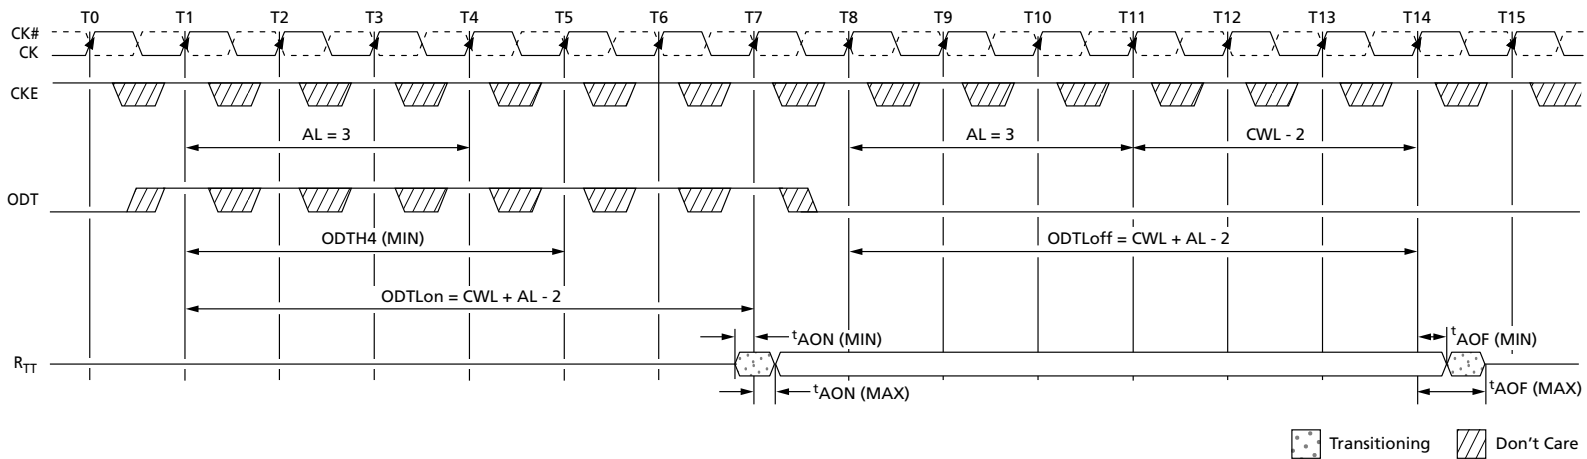 T0 T1 T2 T3 T4 T5 T6 T7 T8 T9 T10 T11 T12 T13 T14 T15
CK#
CK
CKE
AL = 3 AL = 3 CWL - 2
ODT
ODTH4 (MIN) ODTLoff = CWL + AL - 2
ODTLon = CWL + AL - 2
tAON (MIN) tAOF (MIN)
RTT
tAON (MAX) tAOF (MAX)
Transitioning Don't Care